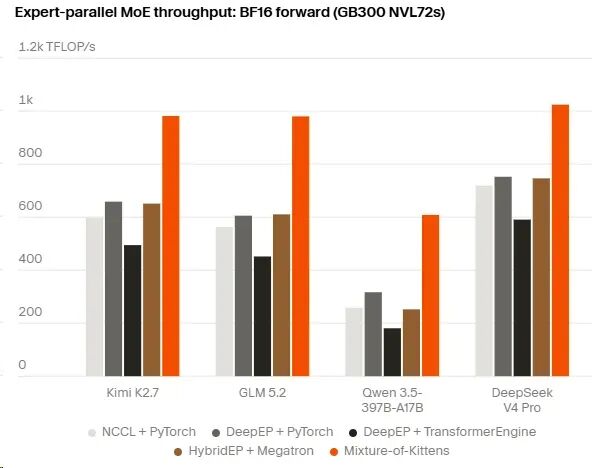 Expert-parallel MoE throughput: BF16 forward (GB300 NVL72s)
1.2k TFLOP/s
1k
800
600
400
200
0
Kimi K2.7
GLM 5.2
Qwen 3.5-
397B-A17B
DeepSeek
V4 Pro
NCCL + PyTorch
DeepEP + PyTorch
DeepEP + TransformerEngine
HybridEP + Megatron
Mixture-of-Kittens